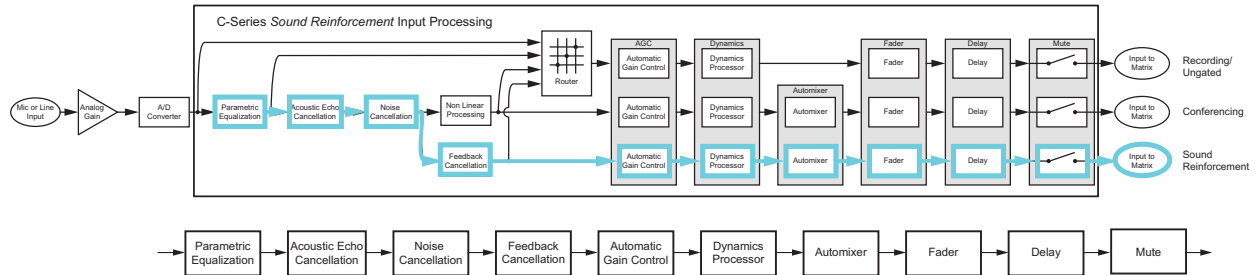 C-Series Sound Reinforcement Input Processing
Mic or Line
Input
Analog
Gain
A/D
Converter
Parametric
Equalization
Acoustic Echo
Cancellation
Noise
Cancellation
Non Linear
Processing
Feedback
Cancellation
Router
AGC
Automatic
Gain Control
Dynamics
Dynamics
Processor
Fader
Fader
Delay
Delay
Mute
Input to
Matrix
Recording/
Ungated
Automatic
Gain Control
Dynamics
Processor
Automixer
Automixer
Fader
Delay
Input to
Matrix
Conferencing
Automatic
Gain Control
Dynamics
Processor
Automixer
Fader
Delay
Input to
Matrix
Sound
Reinforcement
Parametric
Equalization
Acoustic Echo
Cancellation
Noise
Cancellation
Feedback
Cancellation
Automatic
Gain Control
Dynamics
Processor
Automixer
Fader
Delay
Mute